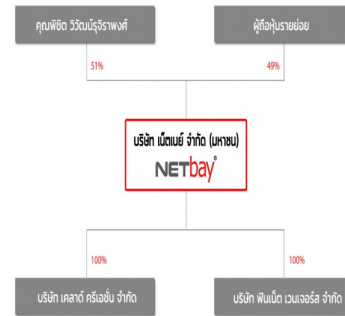 คุณพิชิต วิวัฒน์รุจิราพงศ์
ผู้ถือหุ้นรายย่อย
51%
49%
บริษัท เน็ตเบย์ จำกัด (มหาชน)
NETbay
100%
100%
บริษัท เคลาด์ ครีเอชั่น จำกัด
บริษัท ฟินเน็ต เวนเจอร์ส จำกัด